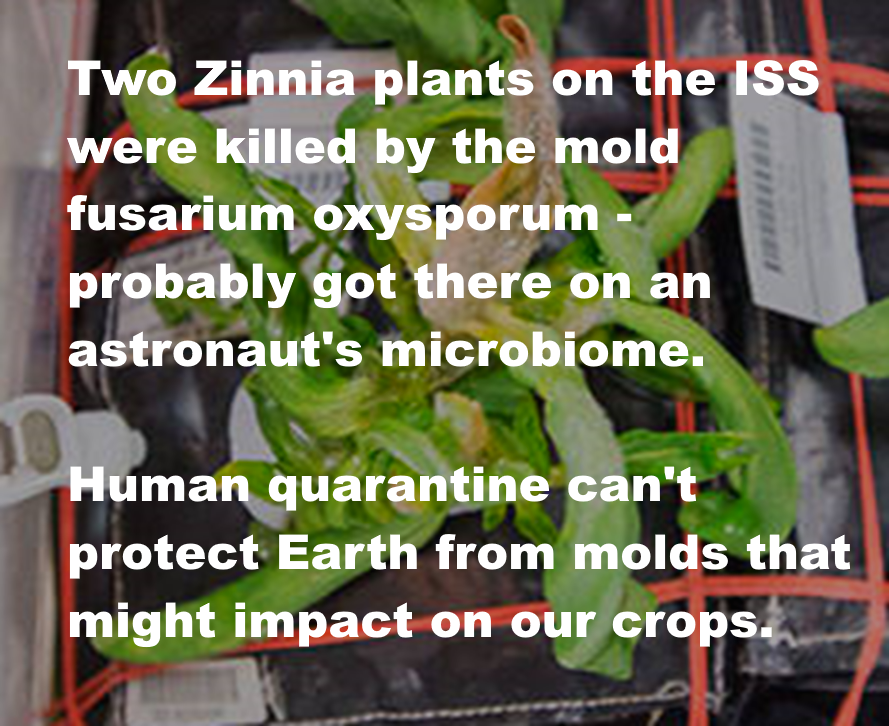 Two Zinnia plants on the ISS
were killed by the mold
fusarium oxysporum -
probably got there on an
astronaut's microbiome.
Human quarantine can't
protect Earth from molds that
might impact on our crops.